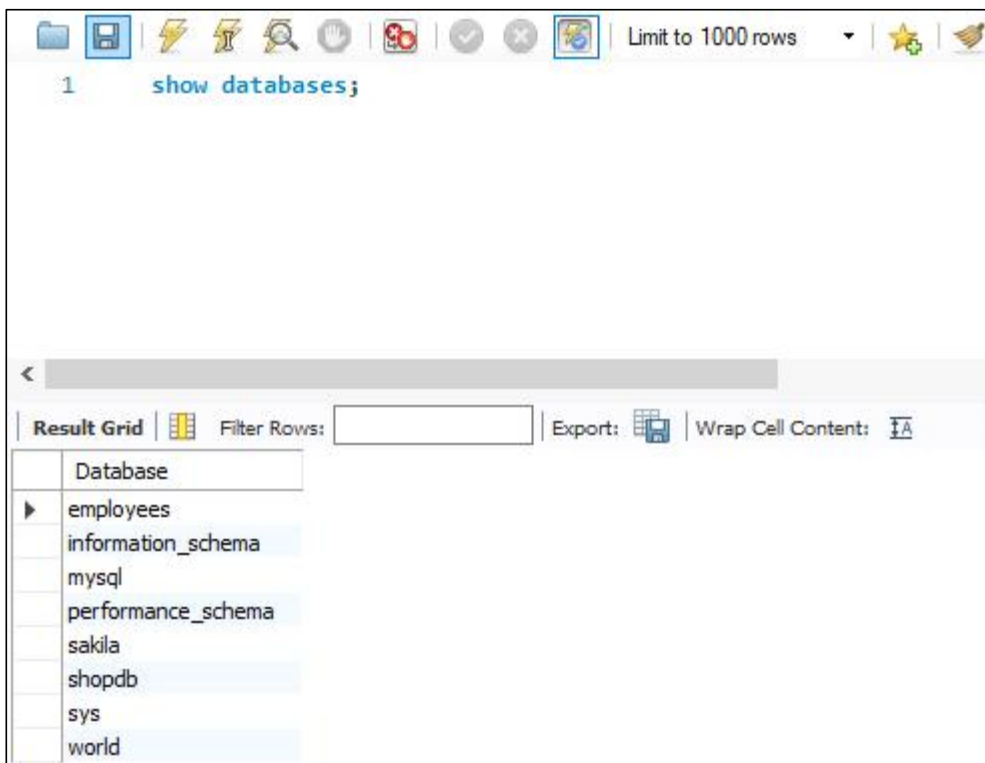 Limit to 1000 rows
1 show databases;
Result Grid Filter Rows: Export: Wrap Cell Content: IA
Database
employees
information_schema
mysql
performance_schema
sakila
shopdb
sys
world